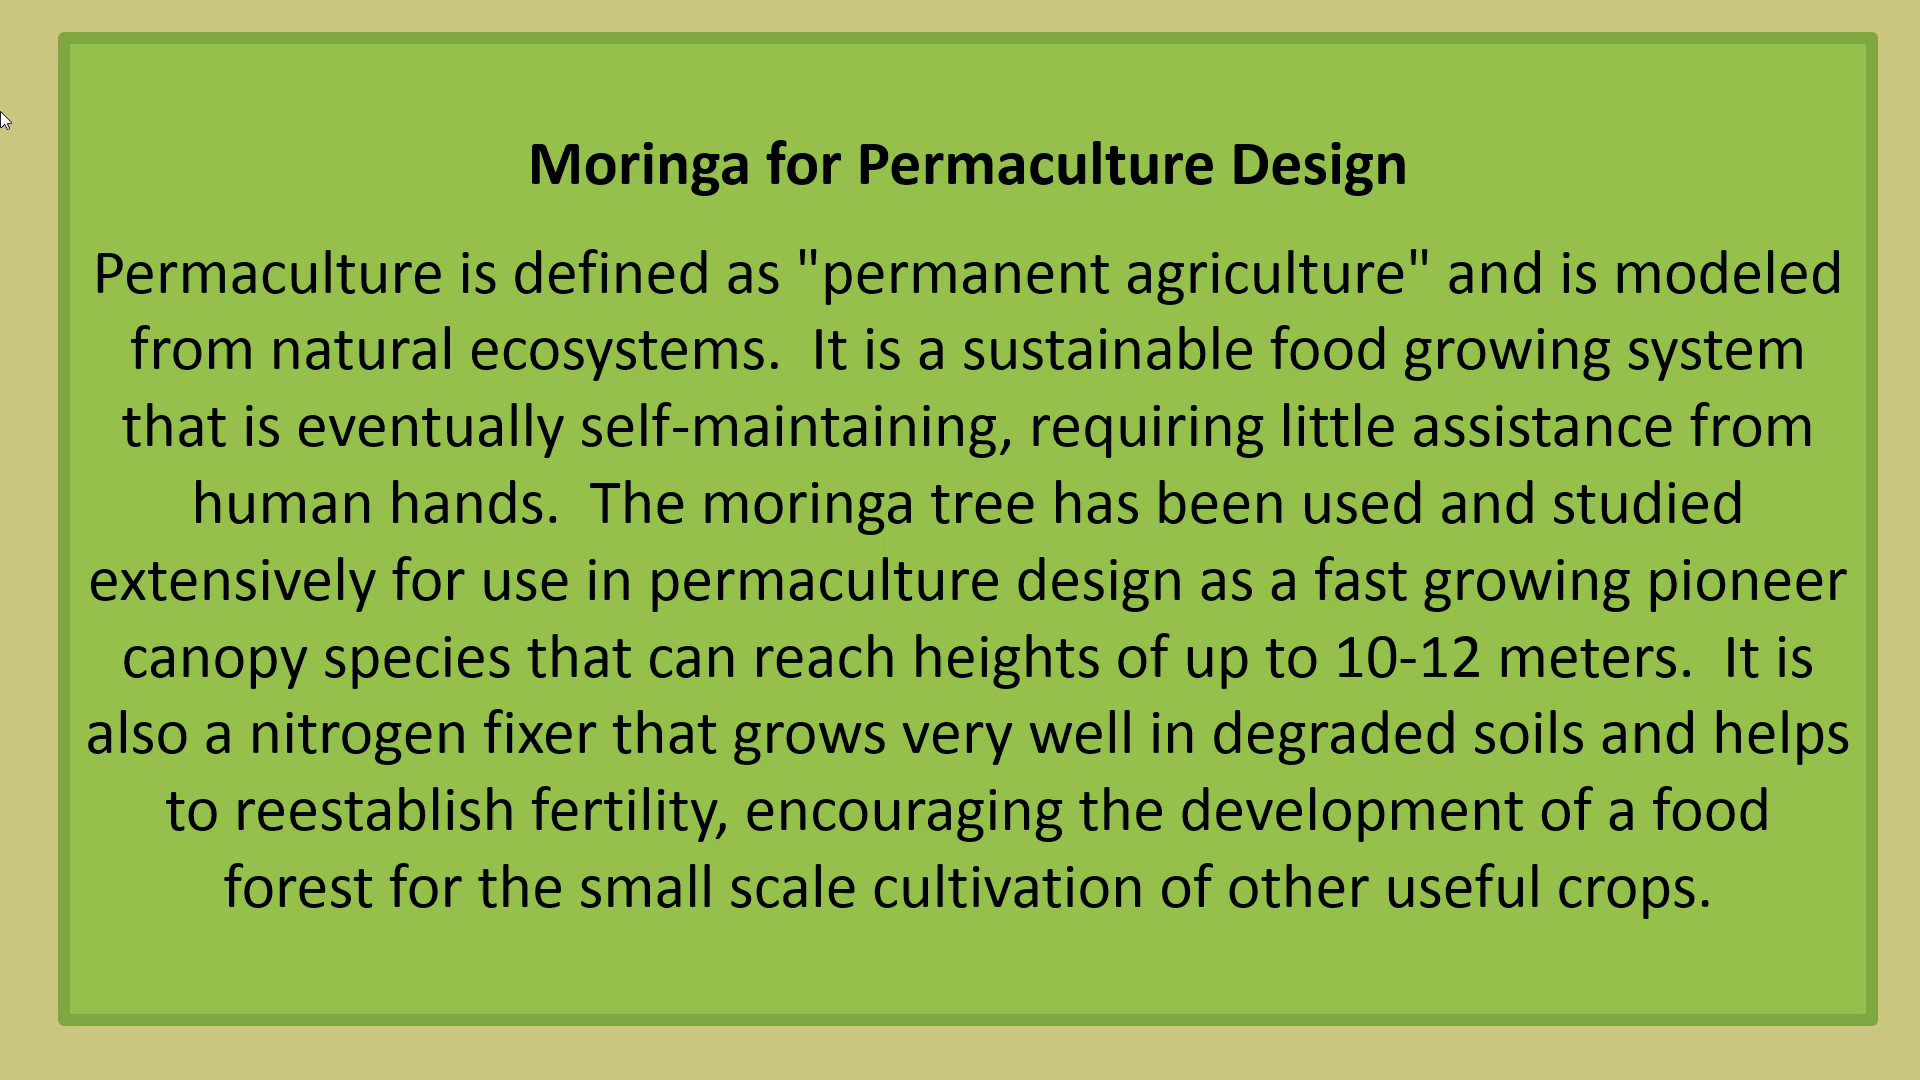 Moringa for Permaculture Design
Permaculture is defined as "permanent agriculture" and is modeled
from natural ecosystems.  It is a sustainable food growing system
that is eventually self-maintaining, requiring little assistance from
human hands.  The moringa tree has been used and studied
extensively for use in permaculture design as a fast growing pioneer
canopy species that can reach heights of up to 10-12 meters.  It is
also a nitrogen fixer that grows very well in degraded soils and helps
to reestablish fertility, encouraging the development of a food
forest for the small scale cultivation of other useful crops.